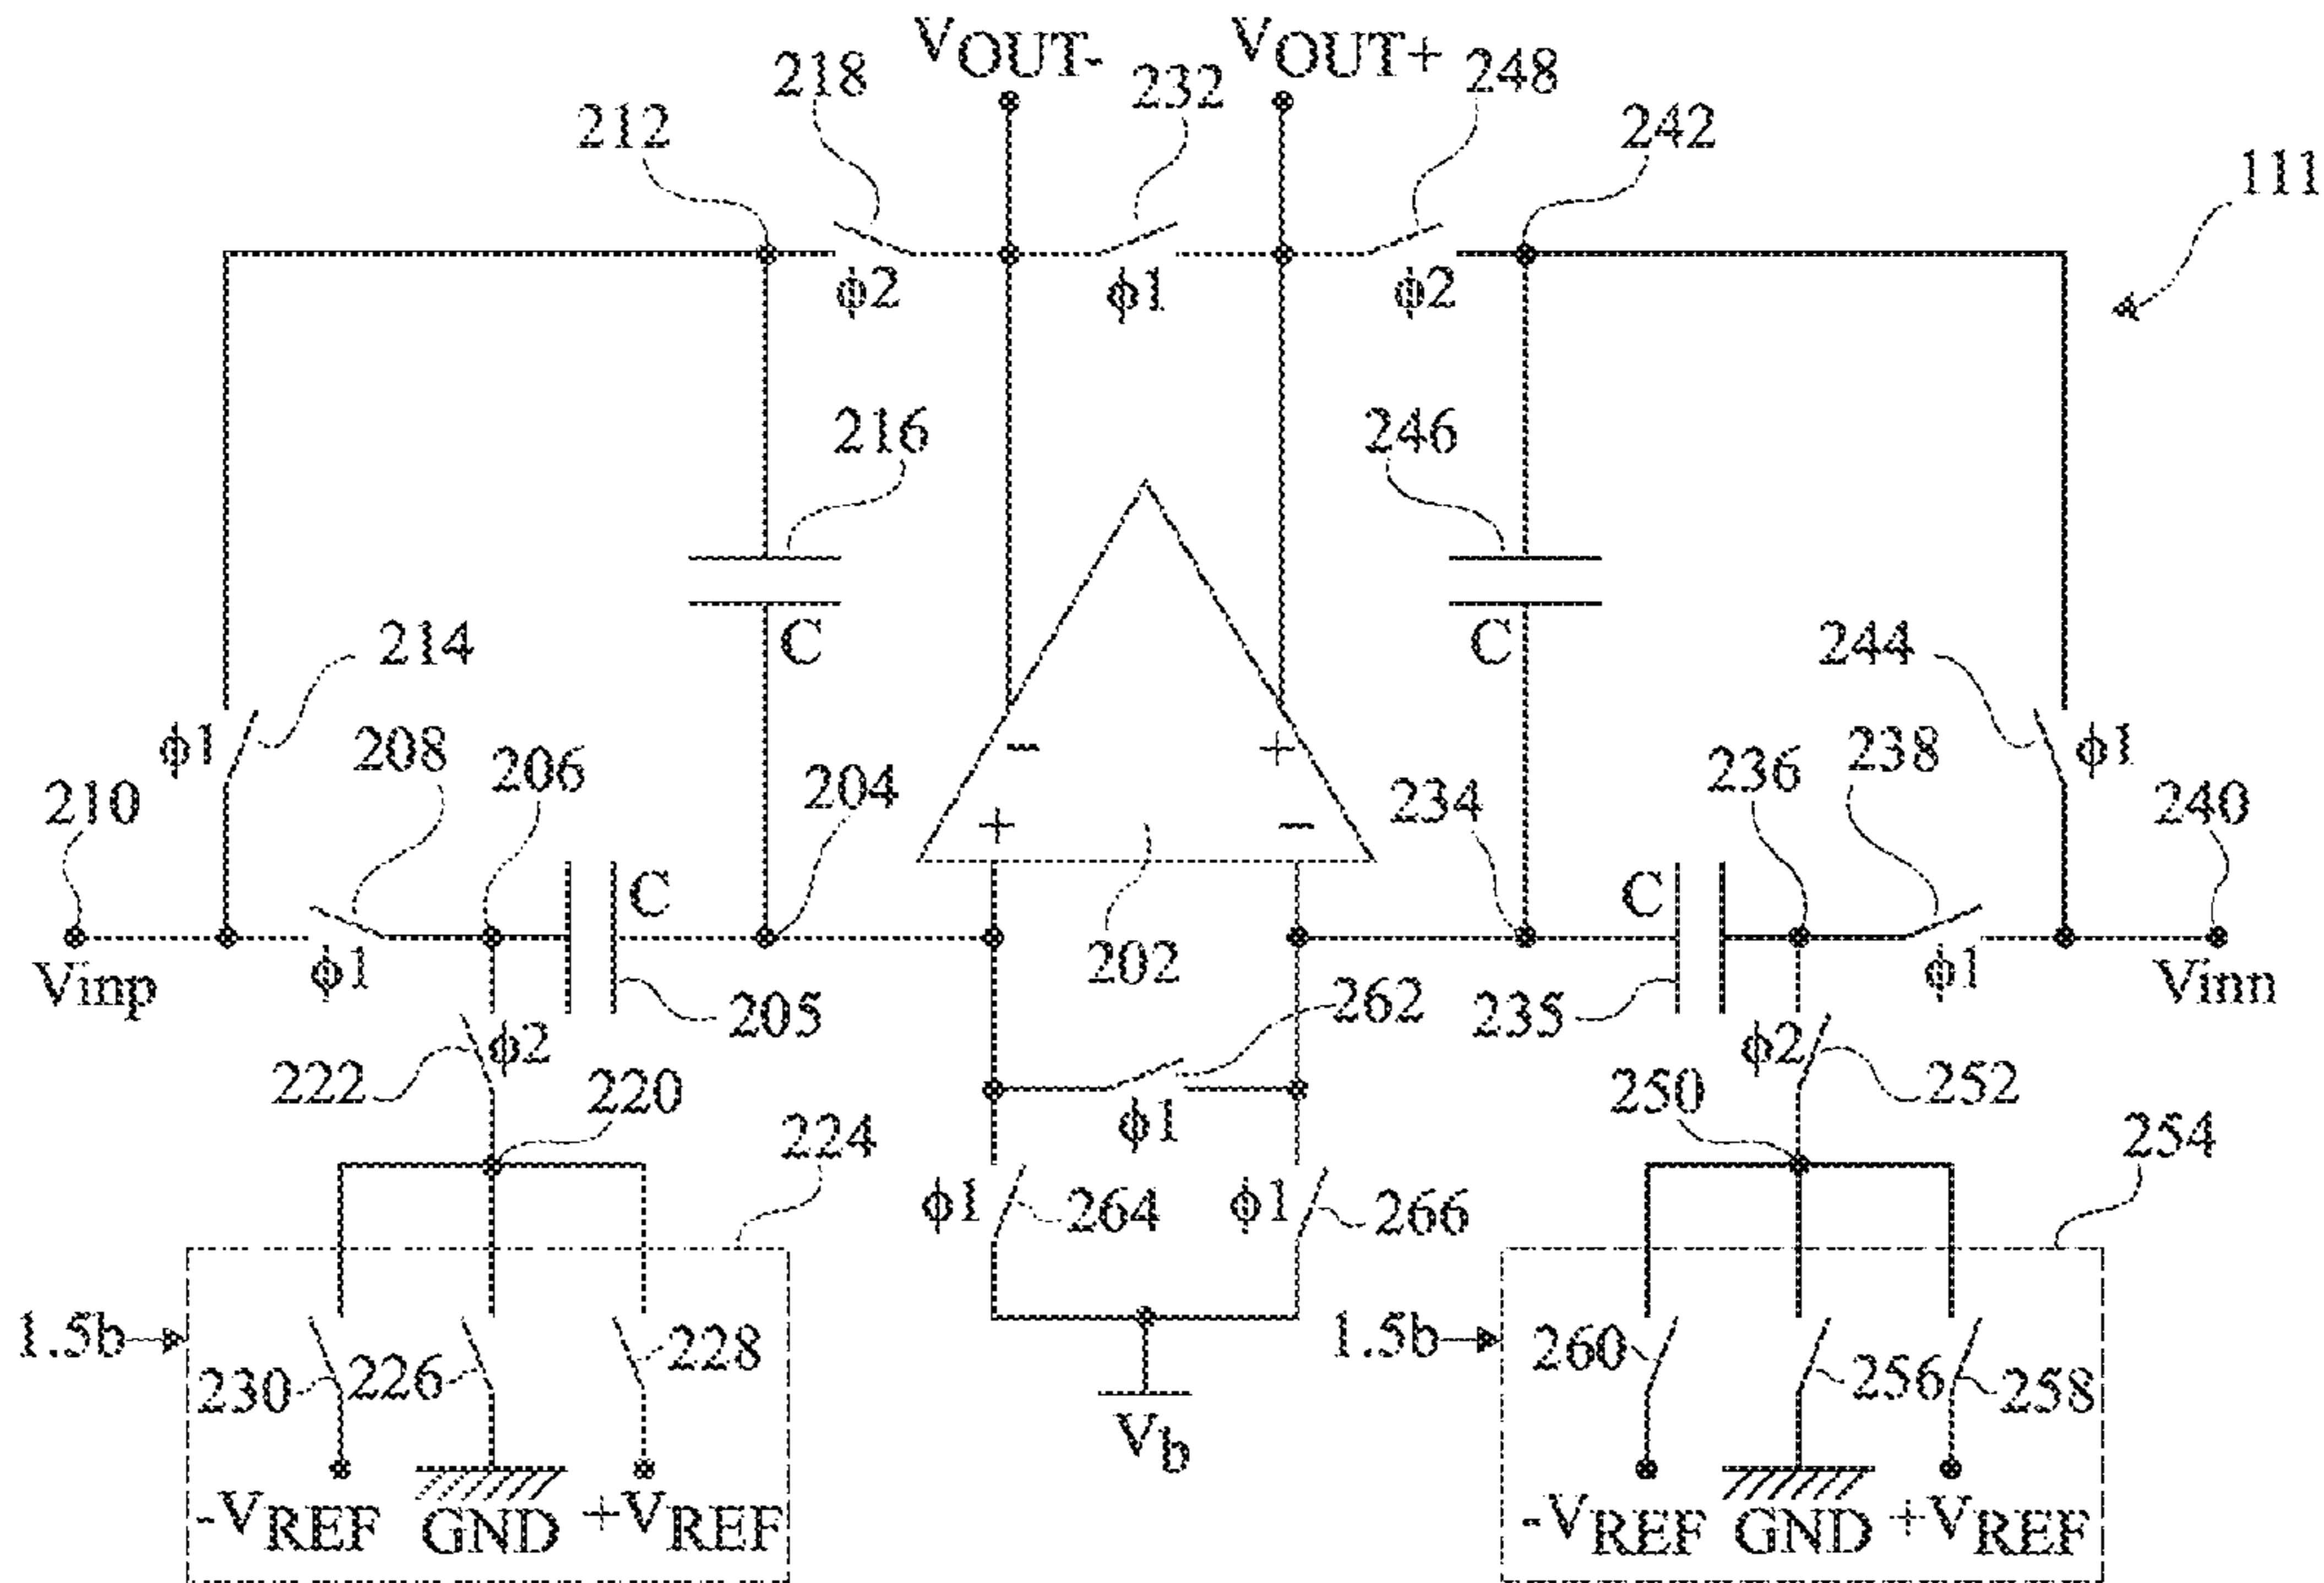 VOUT- VOUT+
218 232 248
212 242
111
ϕ2 ϕ1 ϕ2
216 246
C C
214 244
ϕ1 208 206 204 - + 234 236 238 ϕ1
210 240
+ -
C C
Vinp ϕ1 205 202 262 235 ϕ1 Vinn
222 ϕ2 ϕ2 252
220 ϕ1 250
224 254
ϕ1 264 ϕ1 266
1.5b 1.5b
230 226 228 260 256 258
Vb
-VREF GND +VREF -VREF GND +VREF